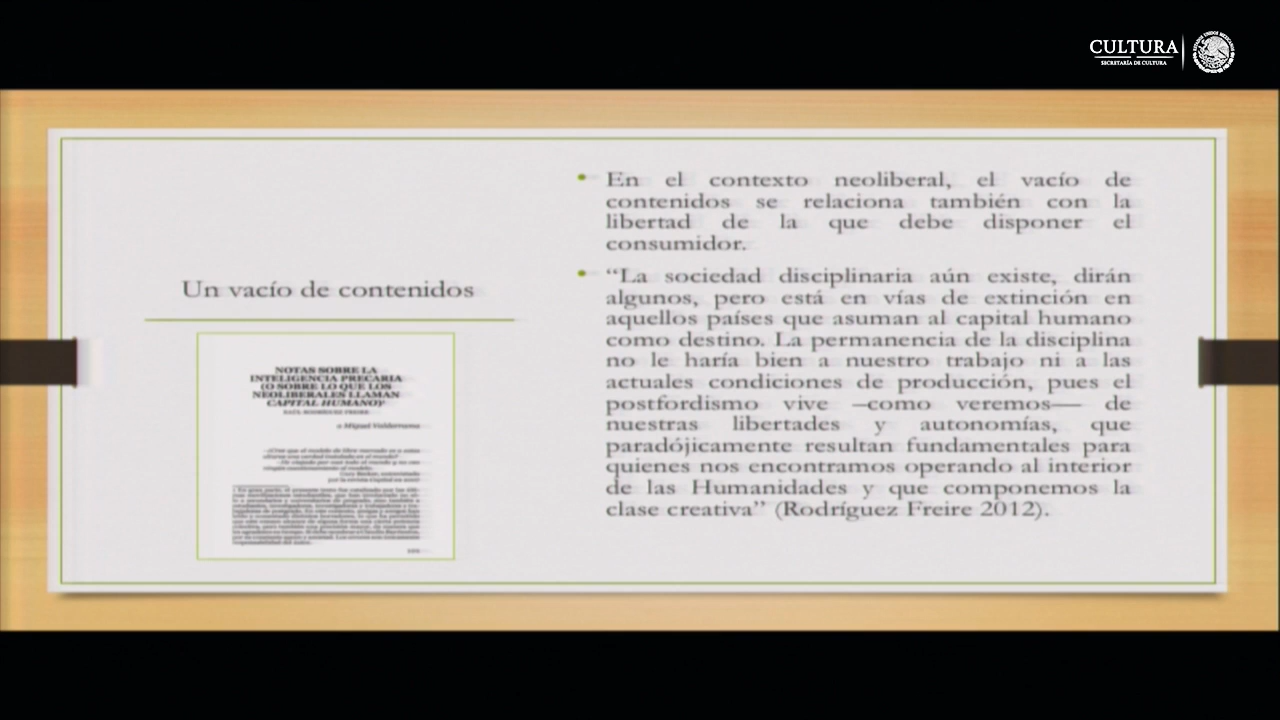 CULTURA
SECRETARÍA DE CULTURA
Un vacío de contenidos
NOTAS SOBRE LA
INTELIGENCIA PRECARIA
(O SOBRE LO QUE LOS
NEOLIBERALES LLAMAN
CAPITAL HUMANO)
RAÚL RODRÍGUEZ FREIRE
a Miguel Valderrama
• En el contexto neoliberal, el vacío de
contenidos se relaciona también con la
libertad de la que debe disponer el
consumidor.
• “La sociedad disciplinaria aún existe, dirán
algunos, pero está en vías de extinción en
aquellos países que asuman al capital humano
como destino. La permanencia de la disciplina
no le haría bien a nuestro trabajo ni a las
actuales condiciones de producción, pues el
postfordismo vive –como veremos— de
nuestras libertades y autonomías, que
paradójicamente resultan fundamentales para
quienes nos encontramos operando al interior
de las Humanidades y que componemos la
clase creativa” (Rodríguez Freire 2012).